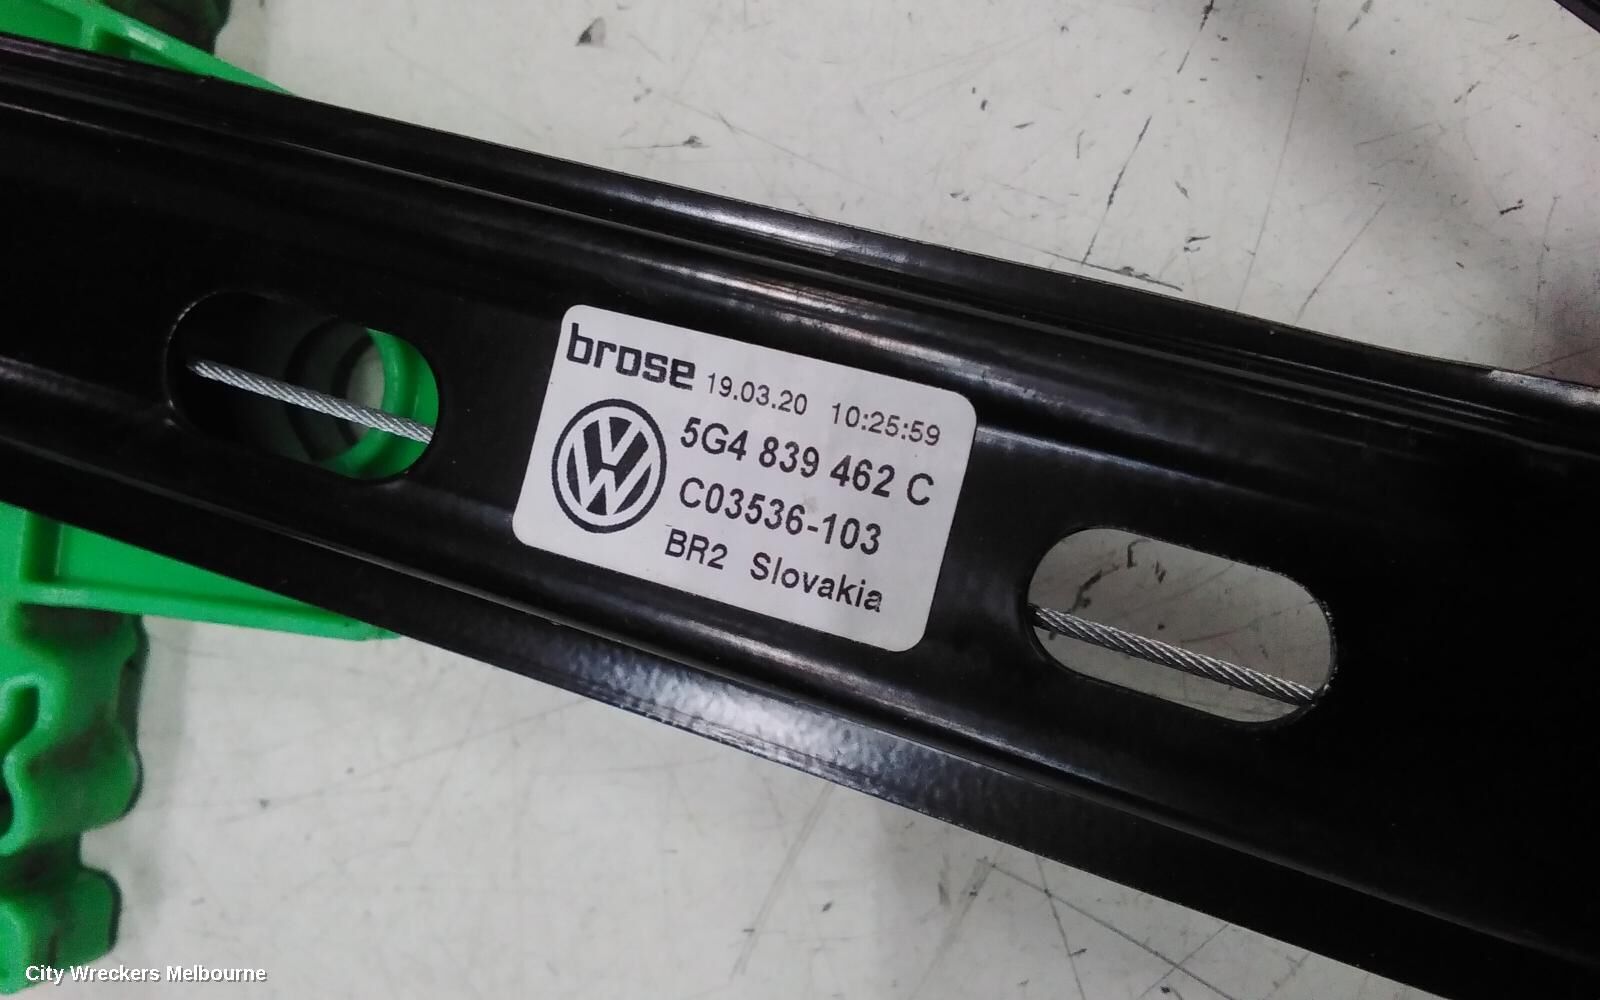 brose 19.03.20 10:25:59
5G4 839 462 C
C03536-103
BR2 Slovakia
City Wreckers Melbourne